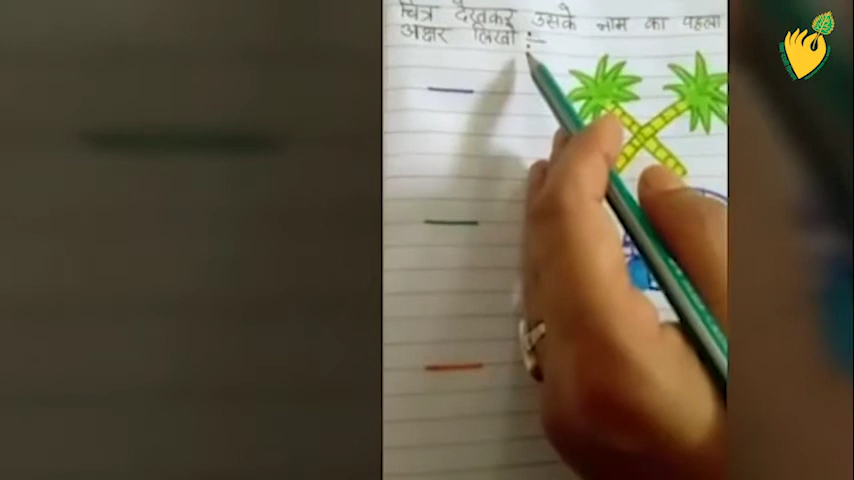 चित्र देखकर उसके नाम का पहला
अक्षर लिखो :-